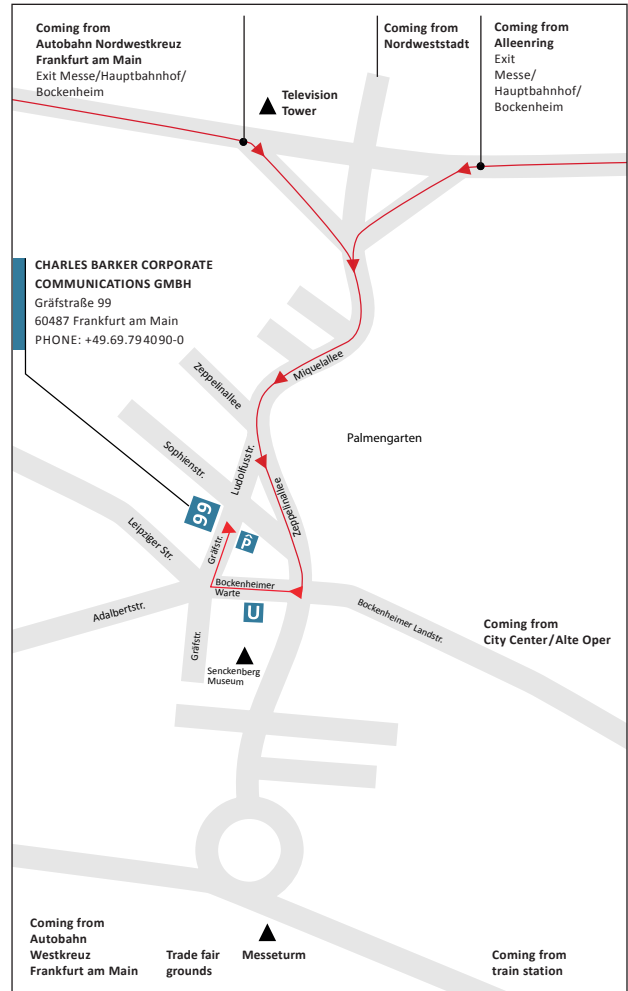 Coming from
Autobahn Nordwestkreuz
Frankfurt am Main
Exit Messe/Hauptbahnhof/
Bockenheim
Coming from
Nordweststadt
Coming from
Alleenring
Exit
Messe/
Hauptbahnhof/
Bockenheim
Television
Tower
CHARLES BARKER CORPORATE
COMMUNICATIONS GMBH
Gräfstraße 99
60487 Frankfurt am Main
PHONE: +49.69.794090-0
Miquelallee
Zeppelinallee
Palmengarten
Sophienstr.
Ludolfusstr.
Zeppelinallee
99
Leipziger Str.
Gräfstr.
P
Bockenheimer
Warte
U
Adalbertstr.
Bockenheimer Landstr.
Gräfstr.
Coming from
City Center/Alte Oper
Senckenberg
Museum
Coming from
Autobahn
Westkreuz
Frankfurt am Main
Trade fair
grounds
Messeturm
Coming from
train station